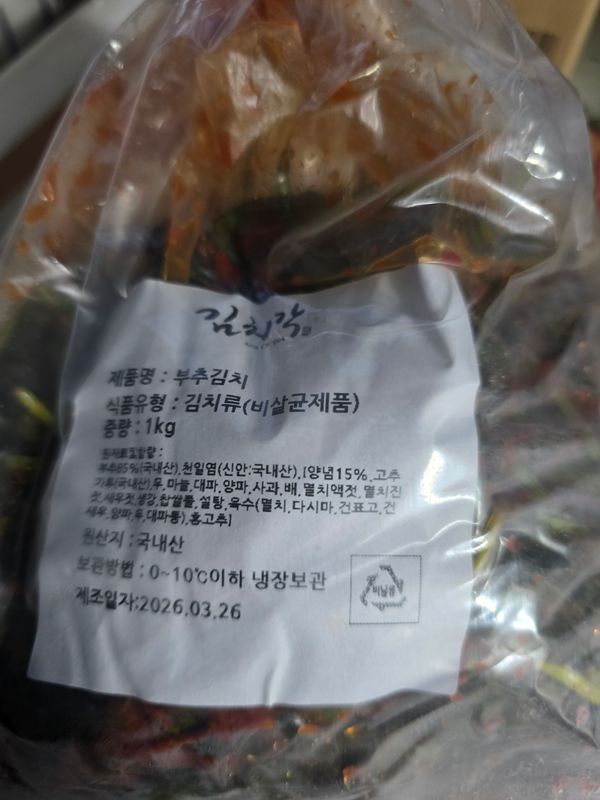 김치각
제품명 : 부추김치
식품유형 : 김치류(비살균제품)
중량 : 1kg
원재료및함량 :
부추85%(국내산),천일염(신안:국내산),[양념15%,고추
가루(국내산),무,마늘,대파,양파,사과,배,멸치액젓,멸치진
젓,새우젓,생강,찹쌀풀,설탕,육수(멸치,다시마,건표고,건
새우,양파,무,대파등),홍고추]
원산지 : 국내산
보관방법 : 0~10℃이하 냉장보관
제조일자:2026.03.26
비닐류